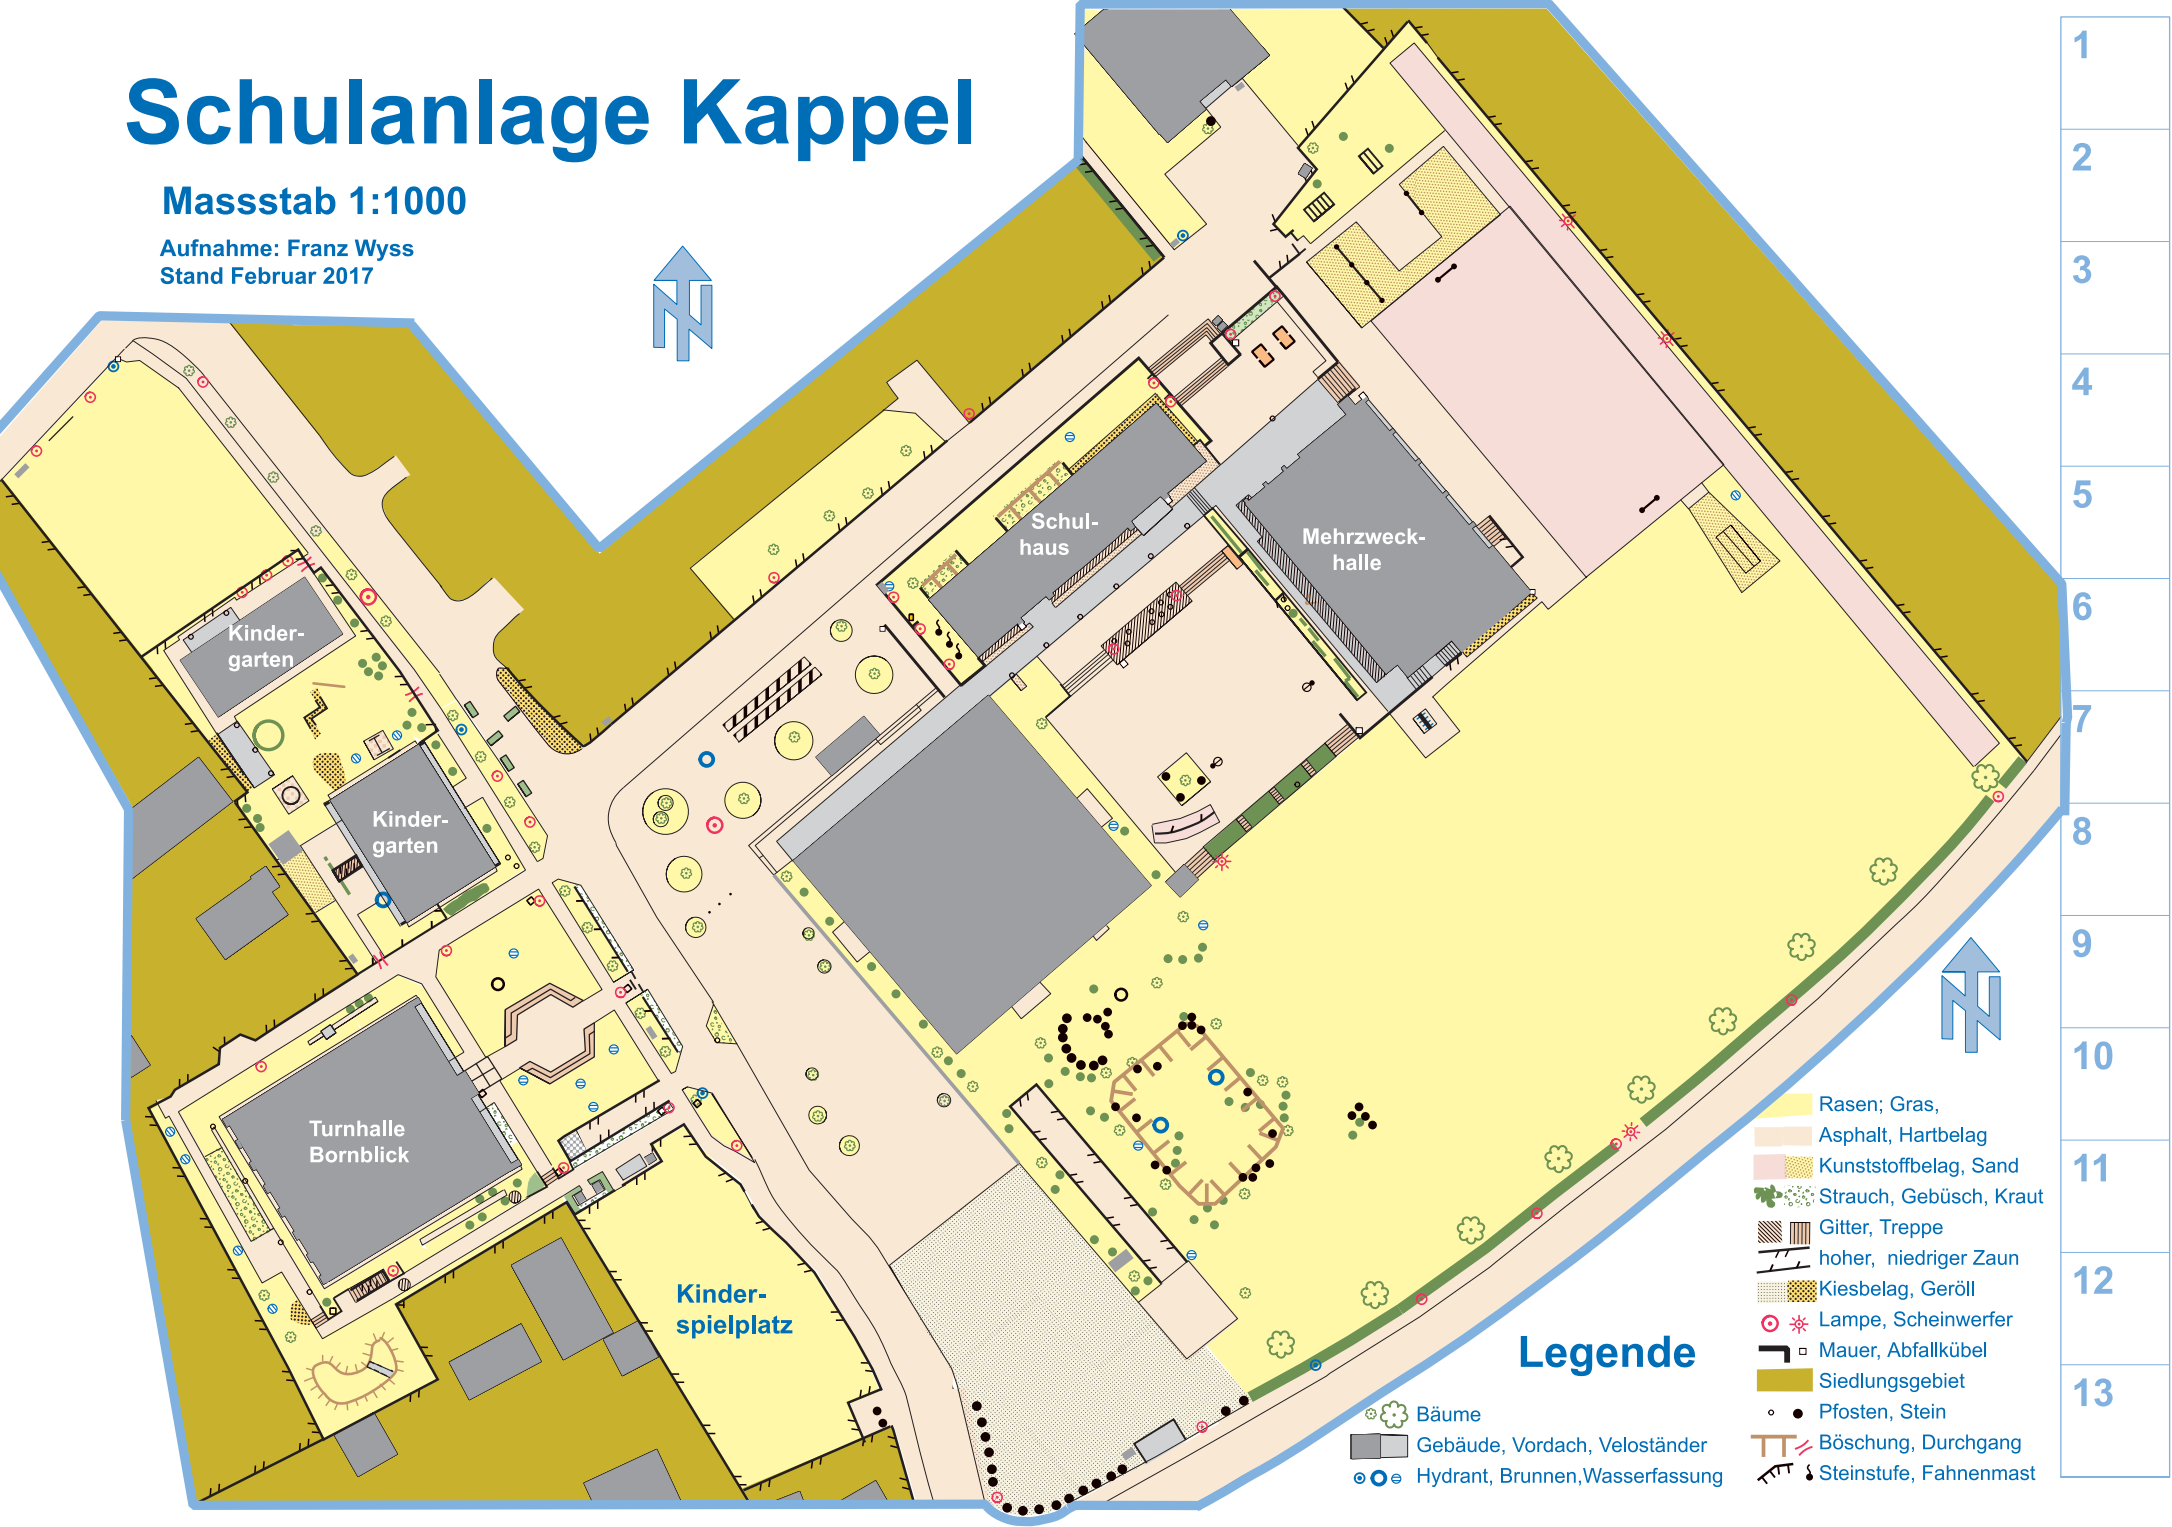 Schulanlage Kappel
Massstab 1:1000
Aufnahme: Franz Wyss
Stand Februar 2017
N
Schul-
haus
Mehrzweck-
halle
Kinder-
garten
Kinder-
garten
Turnhalle
Bornblick
Kinder-
spielplatz
N
1
2
3
4
5
6
7
8
9
10
11
12
13
Legende
Bäume
Gebäude, Vordach, Veloständer
Hydrant, Brunnen,Wasserfassung
Rasen; Gras,
Asphalt, Hartbelag
Kunststoffbelag, Sand
Strauch, Gebüsch, Kraut
Gitter, Treppe
hoher, niedriger Zaun
Kiesbelag, Geröll
Lampe, Scheinwerfer
Mauer, Abfallkübel
Siedlungsgebiet
Pfosten, Stein
Böschung, Durchgang
Steinstufe, Fahnenmast